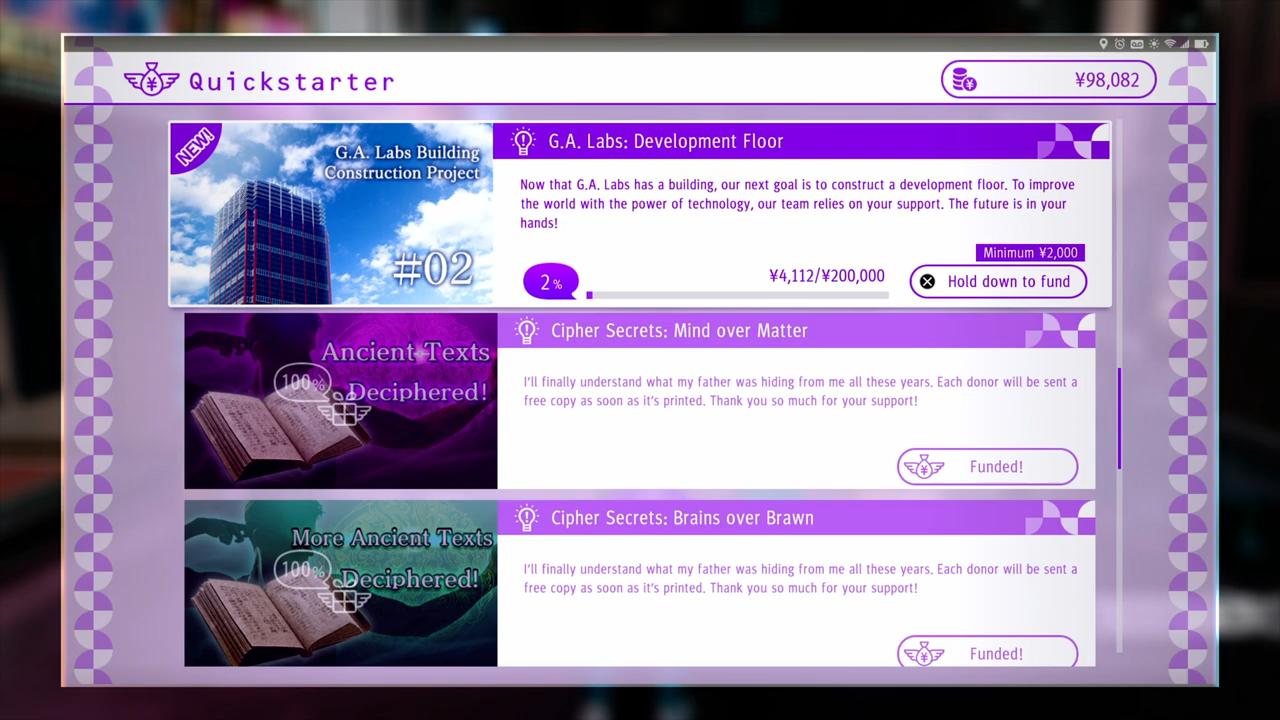 Quickstarter
¥98,082
NEW!
G.A. Labs Building
Construction Project
#02
G.A. Labs: Development Floor
Now that G.A. Labs has a building, our next goal is to construct a development floor. To improve
the world with the power of technology, our team relies on your support. The future is in your
hands!
Minimum ¥2,000
2%
¥4,112/¥200,000
Hold down to fund
Ancient Texts
Deciphered!
100%
Cipher Secrets: Mind over Matter
I'll finally understand what my father was hiding from me all these years. Each donor will be sent a
free copy as soon as it's printed. Thank you so much for your support!
Funded!
More Ancient Texts
Deciphered!
100%
Cipher Secrets: Brains over Brawn
I'll finally understand what my father was hiding from me all these years. Each donor will be sent a
free copy as soon as it's printed. Thank you so much for your support!
Funded!